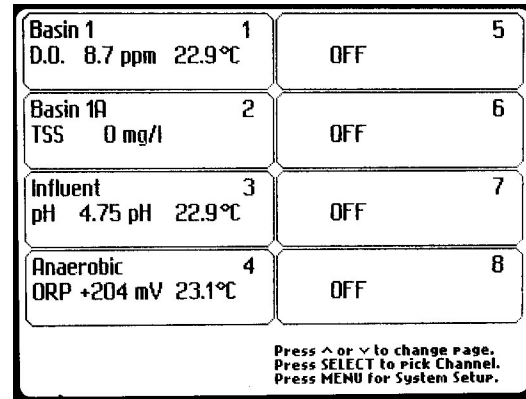 Basin 1 1
D.O. 8.7 ppm 22.9°C
Basin 1A 2
TSS 0 mg/l
Influent 3
pH 4.75 pH 22.9°C
Anaerobic 4
ORP +204 mV 23.1°C
5
OFF
6
OFF
7
OFF
8
OFF
Press ^ or v to change page.
Press SELECT to pick Channel.
Press MENU for System Setup.